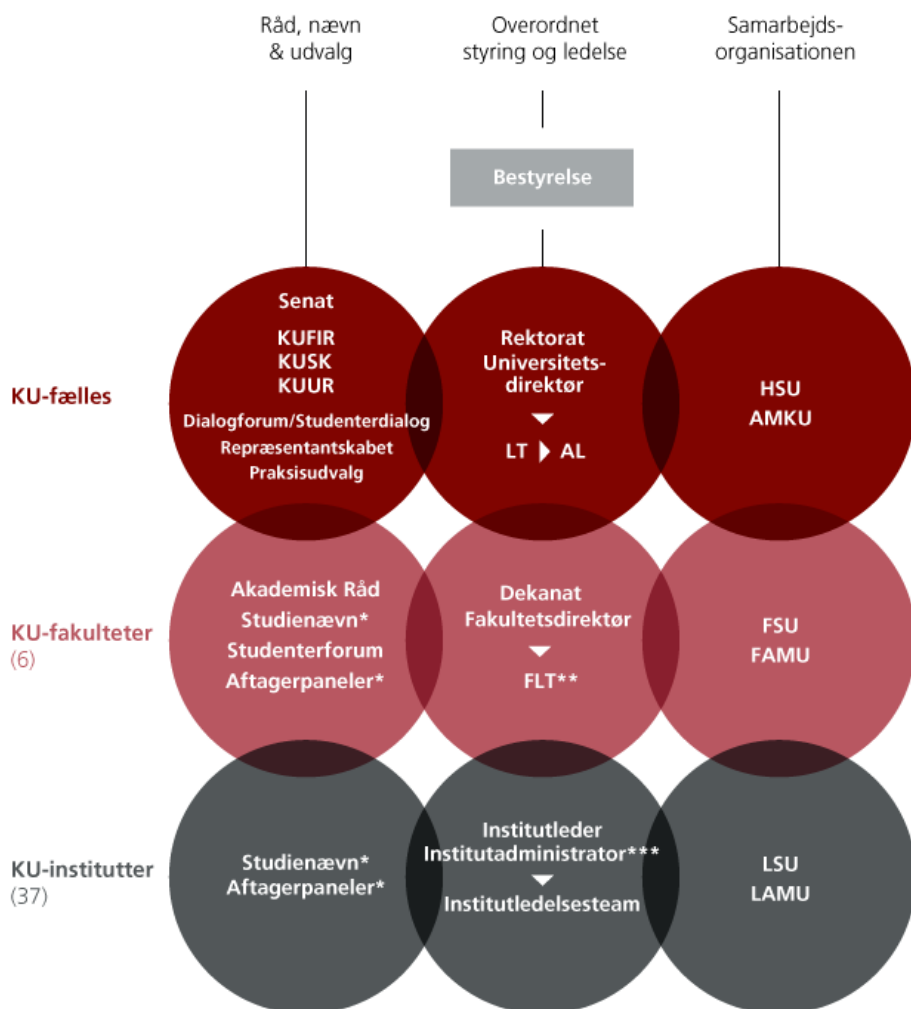 Råd, nævn
& udvalg
Overordnet
styring og ledelse
Samarbejds-
organisationen
Bestyrelse
KU-fælles
Senat
KUFIR
KUSK
KUUR
Dialogforum/Studenterdialog
Repræsentantskabet
Praksisudvalg
Rektorat
Universitets-
direktør
LT AL
HSU
AMKU
KU-fakulteter
(6)
Akademisk Råd
Studienævn*
Studenterforum
Aftagerpaneler*
Dekanat
Fakultetsdirektør
FLT**
FSU
FAMU
KU-institutter
(37)
Studienævn*
Aftagerpaneler*
Institutleder
Institutadministrator***
Institutledelsesteam
LSU
LAMU